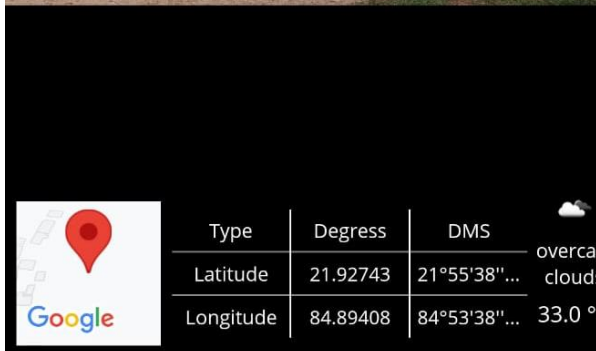 Type Degress DMS
Latitude 21.92743 21°55'38''...
Longitude 84.89408 84°53'38''...
overca
clouds
33.0 °
Google